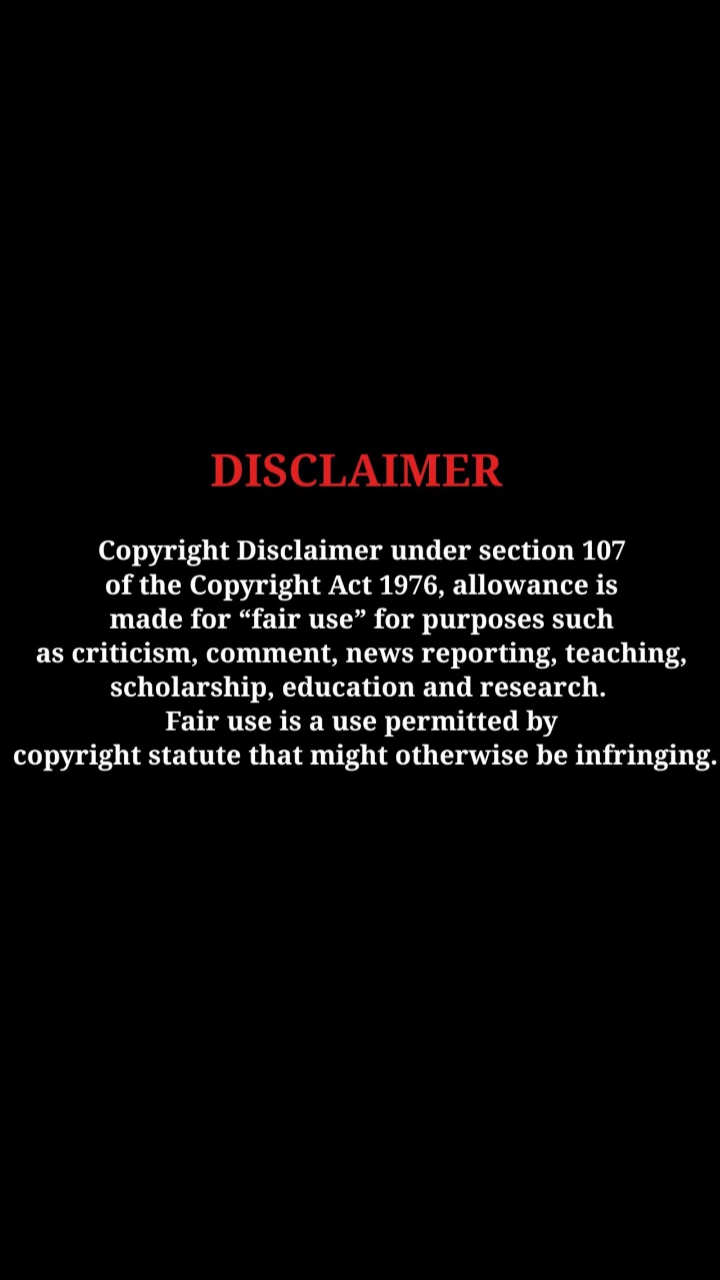 DISCLAIMER
Copyright Disclaimer under section 107
of the Copyright Act 1976, allowance is
made for “fair use” for purposes such
as criticism, comment, news reporting, teaching,
scholarship, education and research.
Fair use is a use permitted by
copyright statute that might otherwise be infringing.